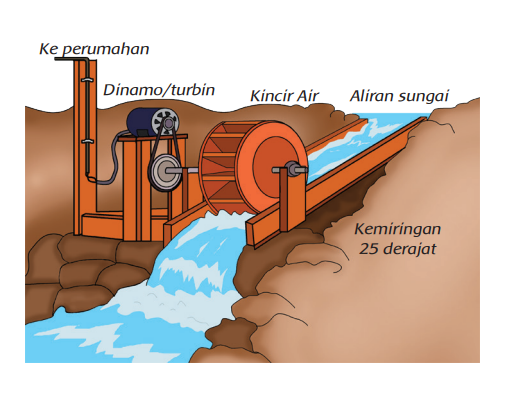 Ke perumahan
Dinamo/turbin
Kincir Air
Aliran sungai
Kemiringan
25 derajat